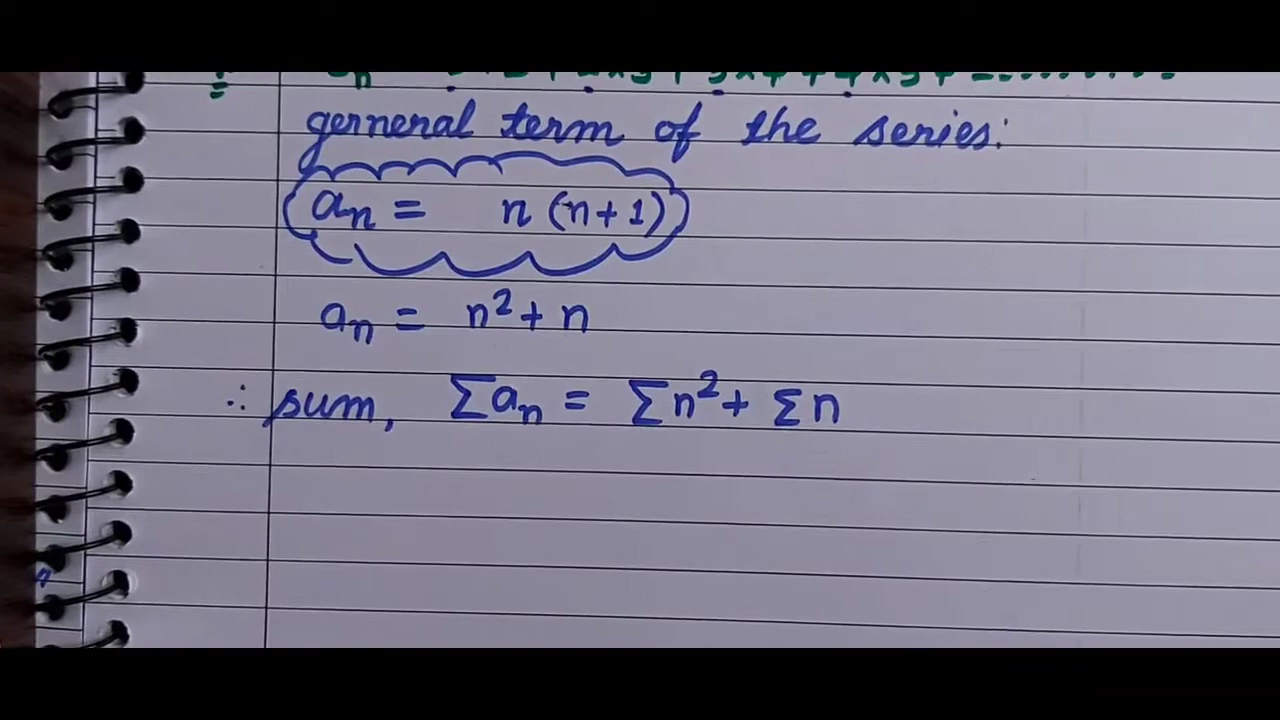 gerneral term of the series:
aₙ = n (n+1)
aₙ = n² + n
∴ sum, Σaₙ = Σn² + Σn